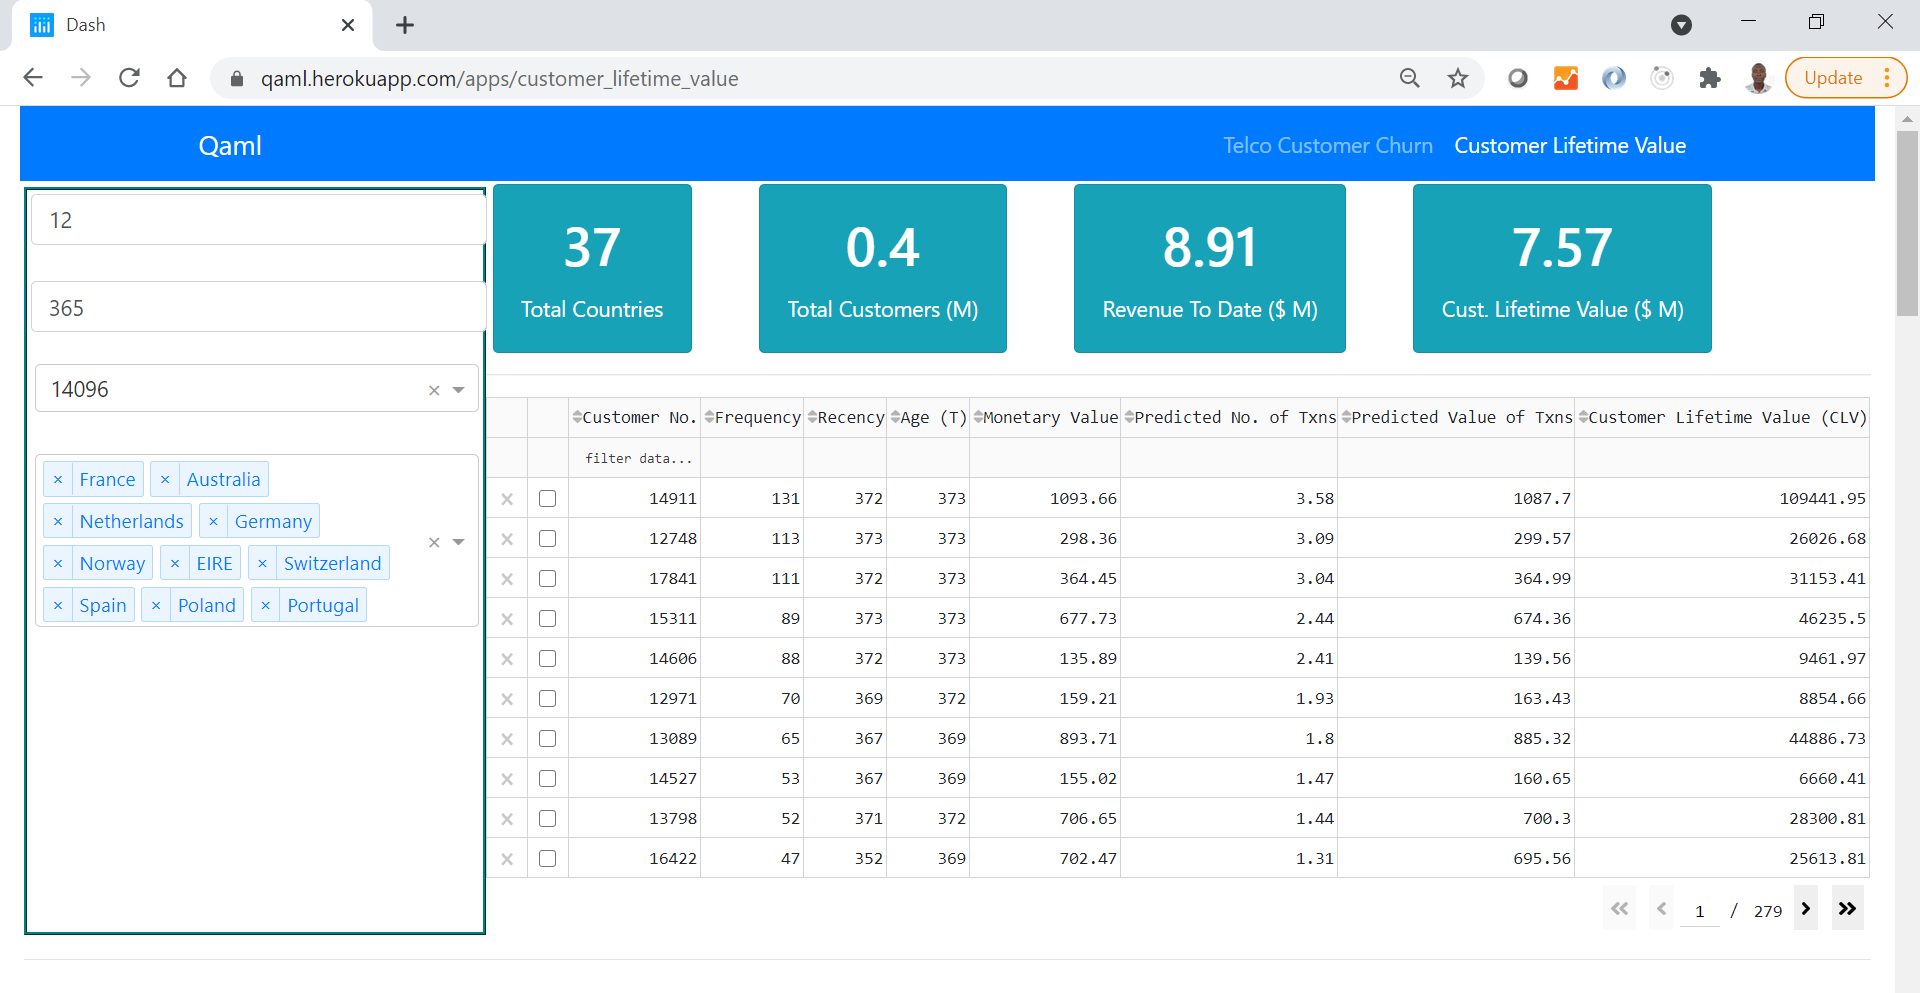 Dash
qaml.herokuapp.com/apps/customer_lifetime_value
Update
Qaml
Telco Customer Churn
Customer Lifetime Value
12
365
14096
× France × Australia
× Netherlands × Germany
× Norway × EIRE × Switzerland
× Spain × Poland × Portugal
37
Total Countries
0.4
Total Customers (M)
8.91
Revenue To Date ($ M)
7.57
Cust. Lifetime Value ($ M)
Customer No. Frequency Recency Age (T) Monetary Value Predicted No. of Txns Predicted Value of Txns Customer Lifetime Value (CLV)
filter data...
14911 131 372 373 1093.66 3.58 1087.7 109441.95
12748 113 373 373 298.36 3.09 299.57 26026.68
17841 111 372 373 364.45 3.04 364.99 31153.41
15311 89 373 373 677.73 2.44 674.36 46235.5
14606 88 372 373 135.89 2.41 139.56 9461.97
12971 70 369 372 159.21 1.93 163.43 8854.66
13089 65 367 369 893.71 1.8 885.32 44886.73
14527 53 367 369 155.02 1.47 160.65 6660.41
13798 52 371 372 706.65 1.44 700.3 28300.81
16422 47 352 369 702.47 1.31 695.56 25613.81
1 / 279